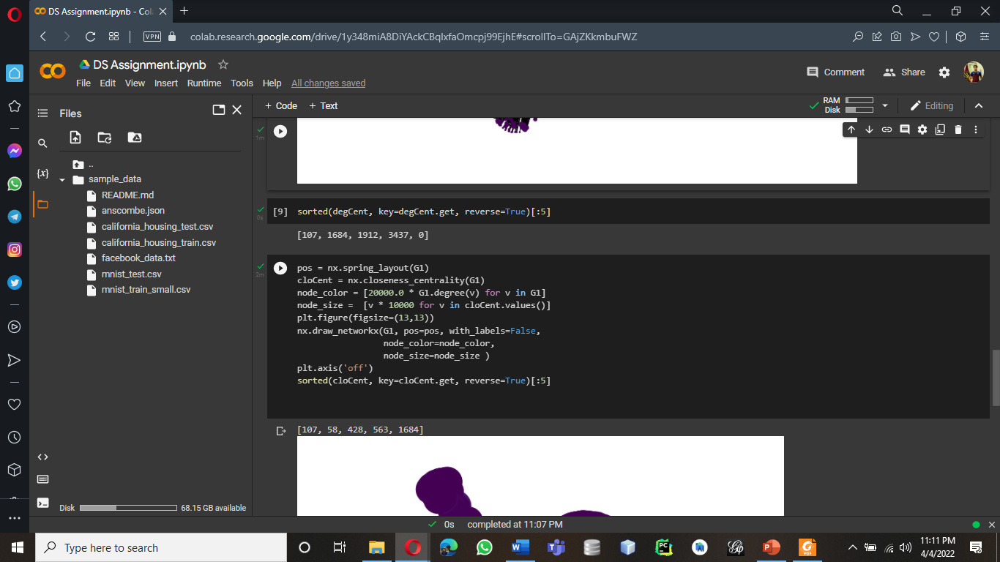 DS Assignment.ipynb - Col
VPN
colab.research.google.com/drive/1y348miA8DiYAckCBqlxfaOmcpj99EjhE#scrollTo=GAjZKkmbuFWZ
DS Assignment.ipynb
File Edit View Insert Runtime Tools Help All changes saved
Comment Share
Files
+ Code + Text
RAM
Disk
Editing
..
sample_data
README.md
anscombe.json
california_housing_test.csv
california_housing_train.csv
facebook_data.txt
mnist_test.csv
mnist_train_small.csv
Disk 68.15 GB available
1m
0s
[9] sorted(degCent, key=degCent.get, reverse=True)[:5]
[107, 1684, 1912, 3437, 0]
2m
pos = nx.spring_layout(G1)
cloCent = nx.closeness_centrality(G1)
node_color = [20000.0 * G1.degree(v) for v in G1]
node_size = [v * 10000 for v in cloCent.values()]
plt.figure(figsize=(13,13))
nx.draw_networkx(G1, pos=pos, with_labels=False,
node_color=node_color,
node_size=node_size )
plt.axis('off')
sorted(cloCent, key=cloCent.get, reverse=True)[:5]
[107, 58, 428, 563, 1684]
0s completed at 11:07 PM
Type here to search
11:11 PM
4/4/2022